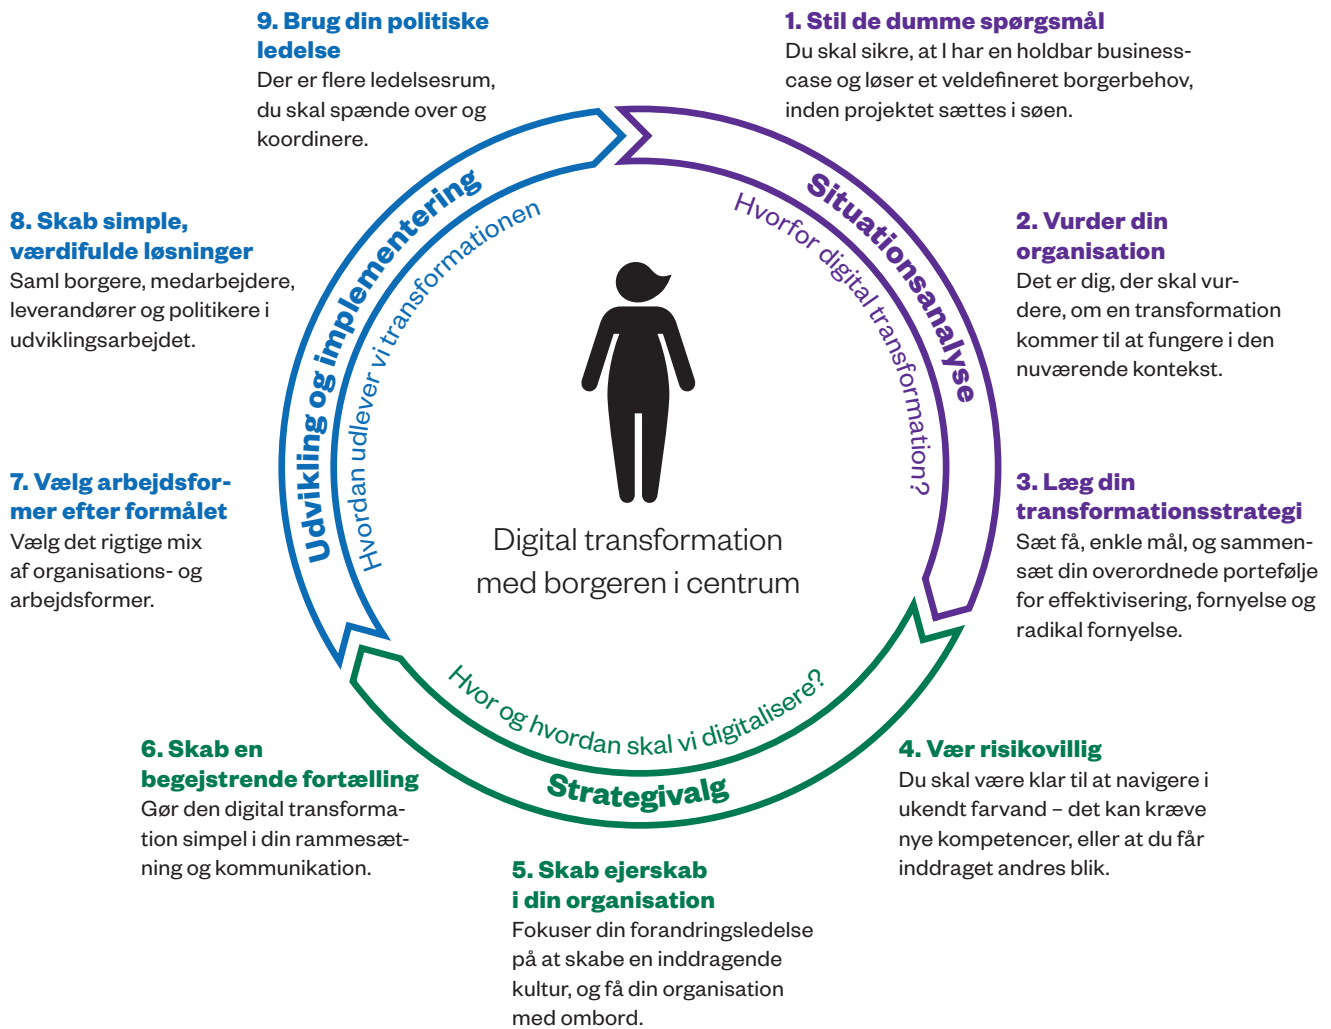 1. Stil de dumme spørgsmål
Du skal sikre, at I har en holdbar business-
case og løser et veldefineret borgerbehov,
inden projektet sættes i søen.
2. Vurder din
organisation
Det er dig, der skal vur-
dere, om en transformation
kommer til at fungere i den
nuværende kontekst.
3. Læg din
transformationsstrategi
Sæt få, enkle mål, og sammen-
sæt din overordnede portefølje
for effektivisering, fornyelse og
radikal fornyelse.
4. Vær risikovillig
Du skal være klar til at navigere i
ukendt farvand – det kan kræve
nye kompetencer, eller at du får
inddraget andres blik.
5. Skab ejerskab
i din organisation
Fokuser din forandringsledelse
på at skabe en inddragende
kultur, og få din organisation
med ombord.
6. Skab en
begejstrende fortælling
Gør den digital transforma-
tion simpel i din rammesæt-
ning og kommunikation.
7. Vælg arbejdsfor-
mer efter formålet
Vælg det rigtige mix
af organisations- og
arbejdsformer.
8. Skab simple,
værdifulde løsninger
Saml borgere, medarbejdere,
leverandører og politikere i
udviklingsarbejdet.
9. Brug din politiske
ledelse
Der er flere ledelsesrum,
du skal spænde over og
koordinere.
Situationsanalyse
Hvorfor digital transformation?
Strategivalg
Hvor og hvordan skal vi digitalisere?
Udvikling og implementering
Hvordan udlever vi transformationen
Digital transformation
med borgeren i centrum